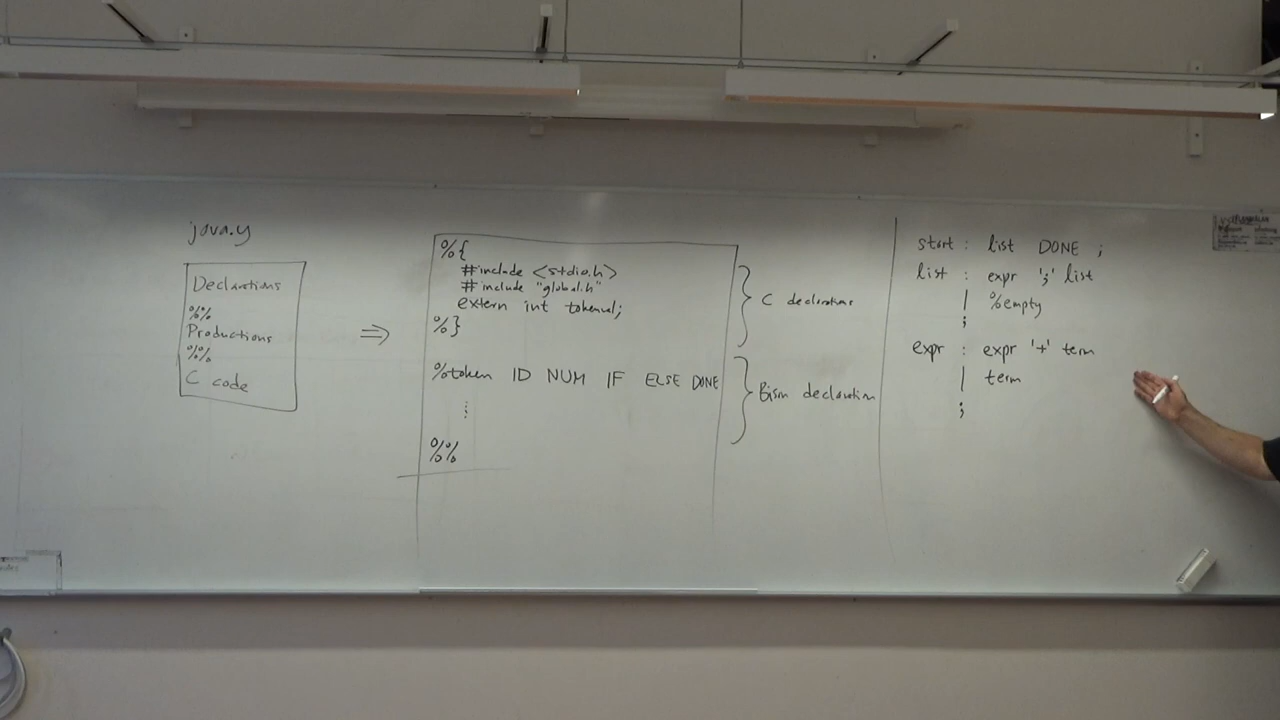 java.y
Declarations
%%
Productions
%%
C code
⇒
%{
#include <stdio.h>
#include "global.h"
extern int tokenval;
%}
%token ID NUM IF ELSE DONE
⋮
%%
C declarations
Bison declaration
start : list DONE ;
list : expr ';' list
| %empty
;
expr : expr '+' term
| term
;